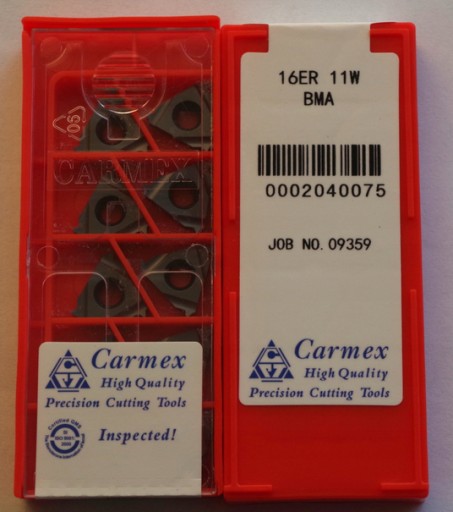 05
CARMEX
Carmex
High Quality
Precision Cutting Tools
Inspected!
16ER 11W
BMA
0002040075
JOB NO. 09359
Carmex
High Quality
Precision Cutting Tools